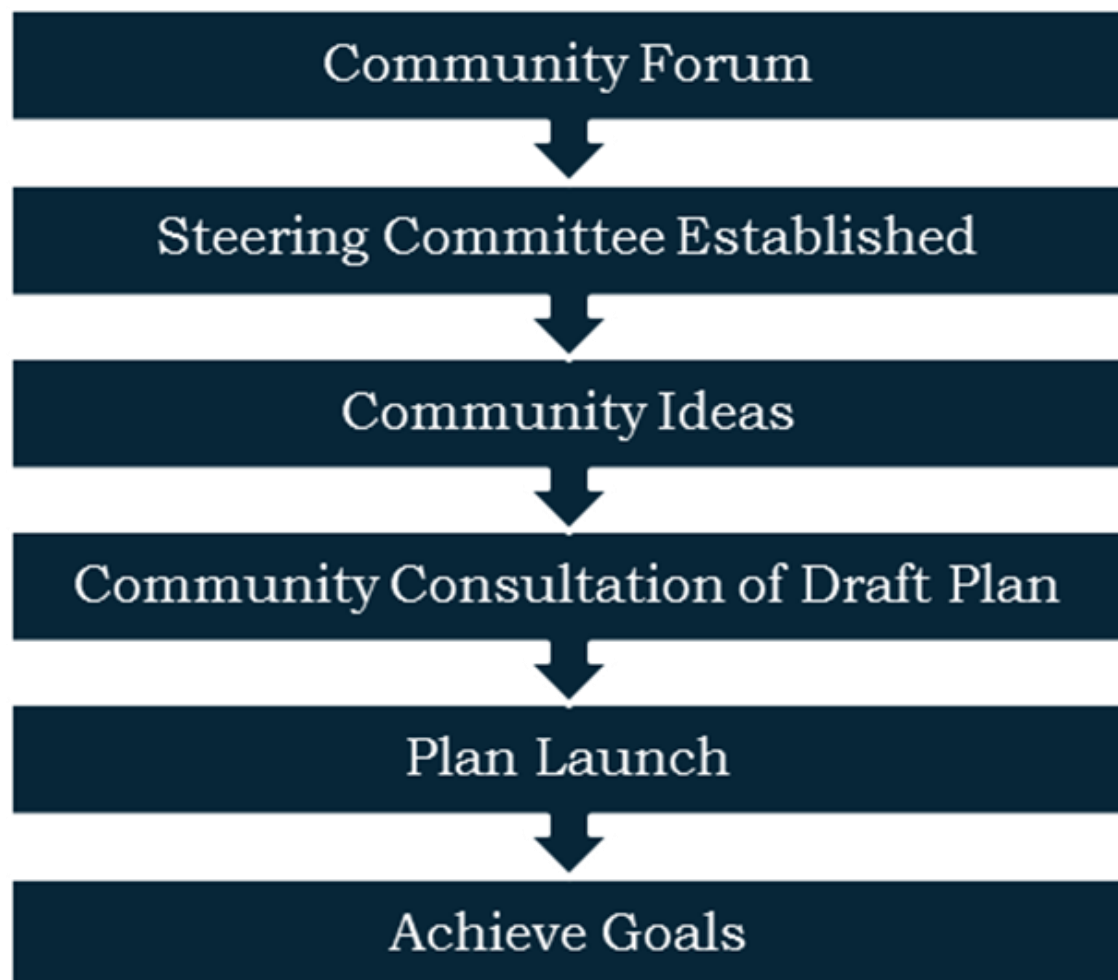 Community Forum
Steering Committee Established
Community Ideas
Community Consultation of Draft Plan
Plan Launch
Achieve Goals